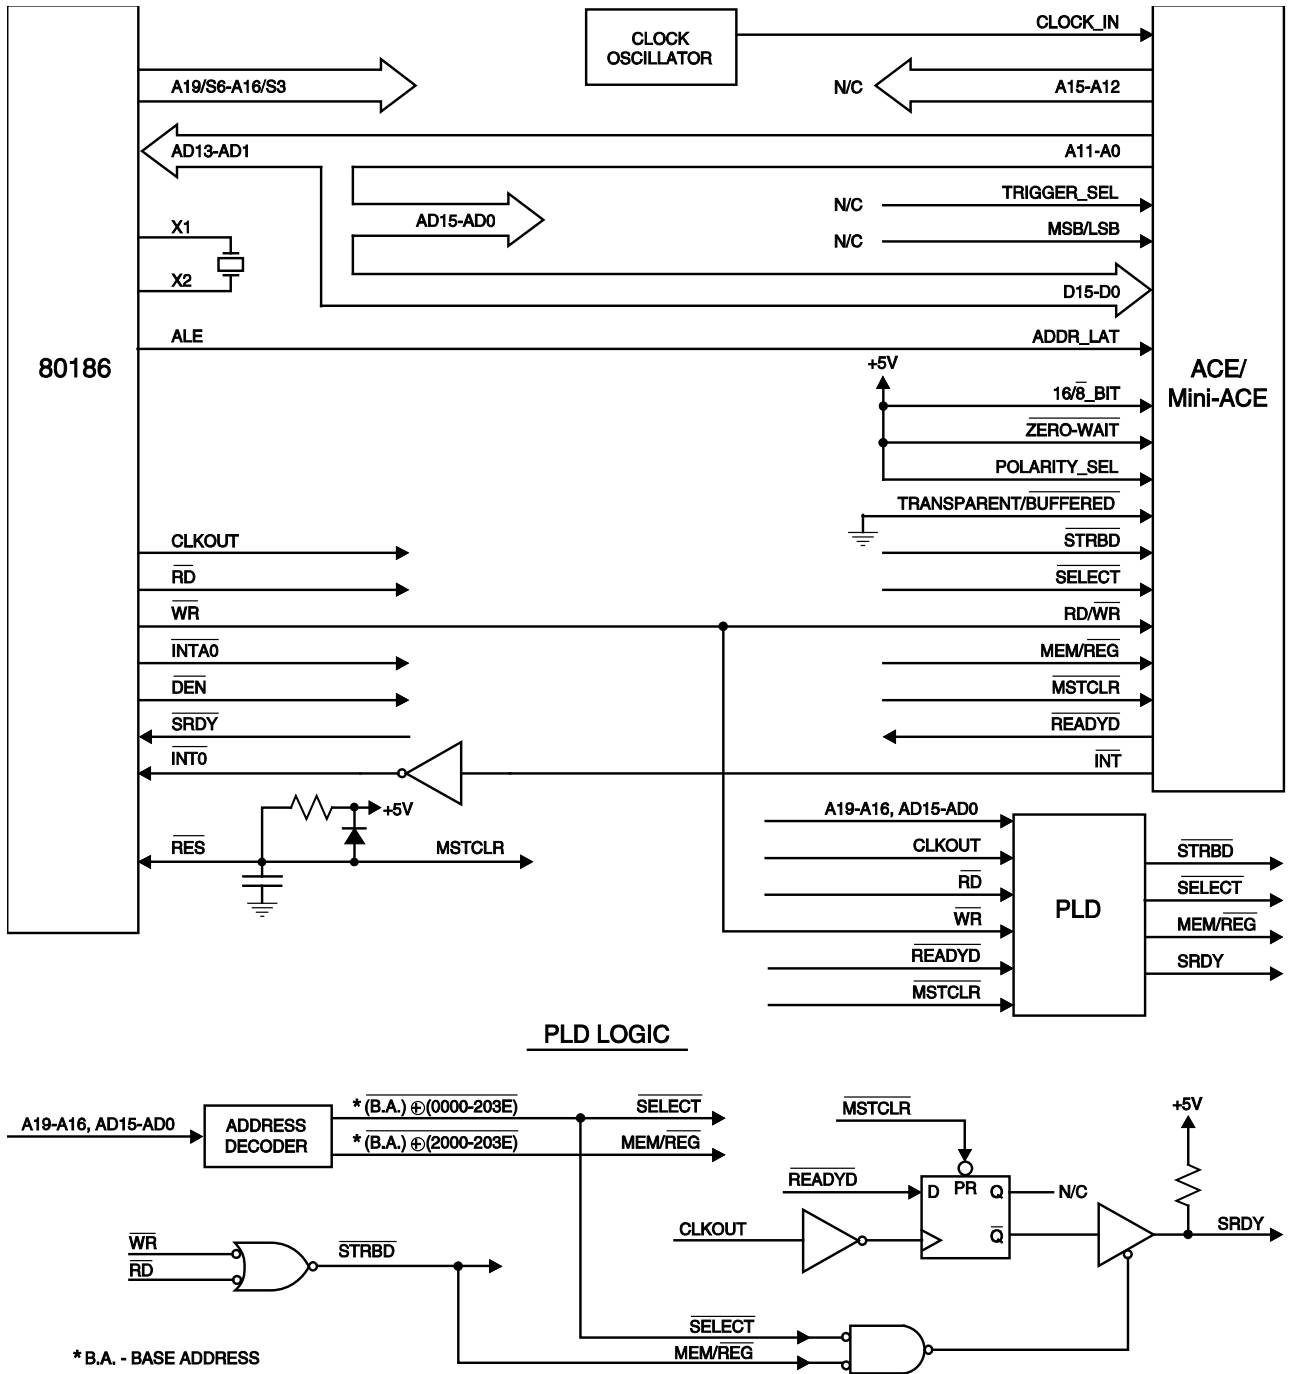 CLOCK OSCILLATOR
CLOCK_IN
A19/S6-A16/S3
N/C
A15-A12
AD13-AD1
A11-A0
AD15-AD0
N/C
TRIGGER_SEL
N/C
MSB/LSB
X1
X2
D15-D0
ALE
ADDR_LAT
80186
ACE/
Mini-ACE
+5V
16/8̅_BIT
ZERO-WAIT
POLARITY_SEL
TRANSPARENT/BUFFERED
CLKOUT
STRBD
RD
SELECT
WR
RD/WR
INTA0
MEM/REG
DEN
MSTCLR
SRDY
READYD
INT0
INT
+5V
RES
MSTCLR
A19-A16, AD15-AD0
CLKOUT
RD
WR
READYD
MSTCLR
PLD
STRBD
SELECT
MEM/REG
SRDY
PLD LOGIC
A19-A16, AD15-AD0
ADDRESS
DECODER
* (B.A.) ⊕ (0000-203E)
SELECT
* (B.A.) ⊕ (2000-203E)
MEM/REG
MSTCLR
+5V
READYD
D
PR
Q
N/C
CLKOUT
Q̅
SRDY
WR
RD
STRBD
SELECT
MEM/REG
* B.A. - BASE ADDRESS